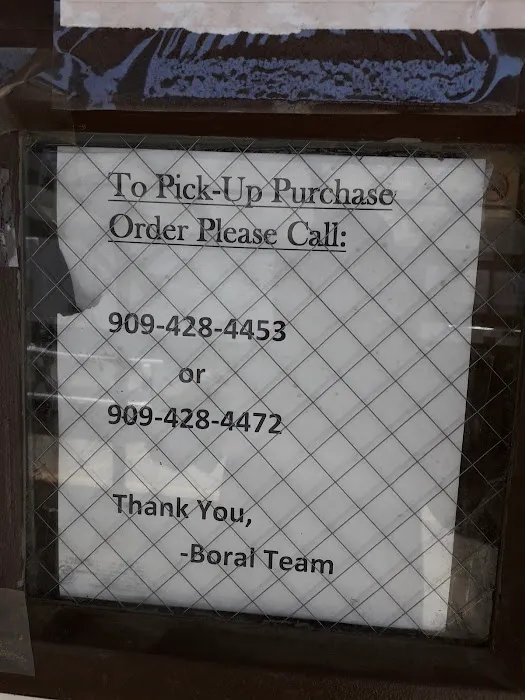 To Pick-Up Purchase
Order Please Call:
909-428-4453
or
909-428-4472
Thank You,
-Boral Team